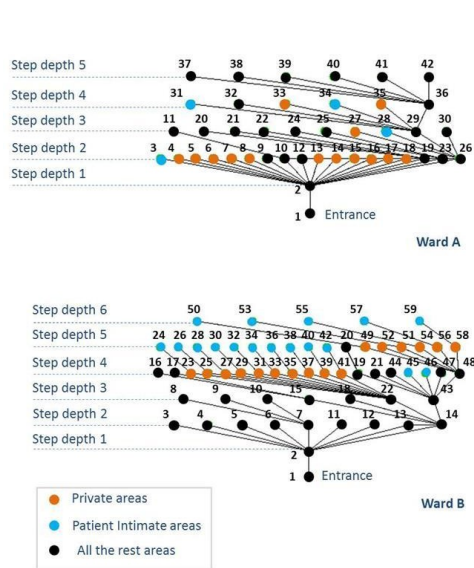 37 38 39 40 41 42
Step depth 5
31 32 33 34 35 36
Step depth 4
11 20 21 22 24 25 27 28 29 30
Step depth 3
3 4 5 6 7 8 9 10 12 13 14 15 16 17 18 19 23 26
Step depth 2
Step depth 1
2
1 Entrance
Ward A
Step depth 6
50 53 55 57 59
Step depth 5
24 26 28 30 32 34 36 38 40 42 20 49 52 51 54 56 58
Step depth 4
16 17 23 25 27 29 31 33 35 37 39 41 19 21 44 45 46 47 48
Step depth 3
8 9 10 15 18 22 43
Step depth 2
3 4 5 6 7 11 12 13 14
Step depth 1
2
1 Entrance
Ward B
Private areas
Patient Intimate areas
All the rest areas